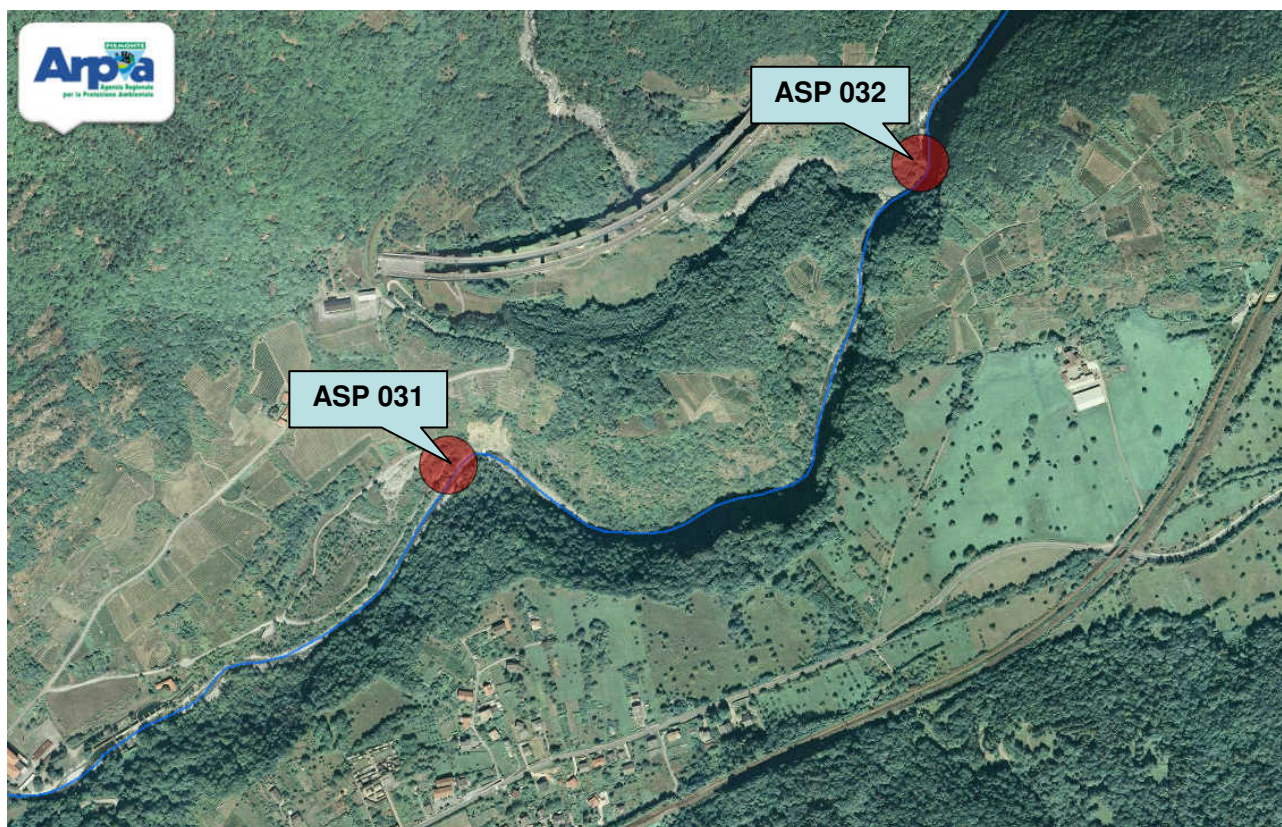 PIEMONTE
Arpa
Agenzia Regionale
per la Protezione Ambientale
ASP 032
ASP 031